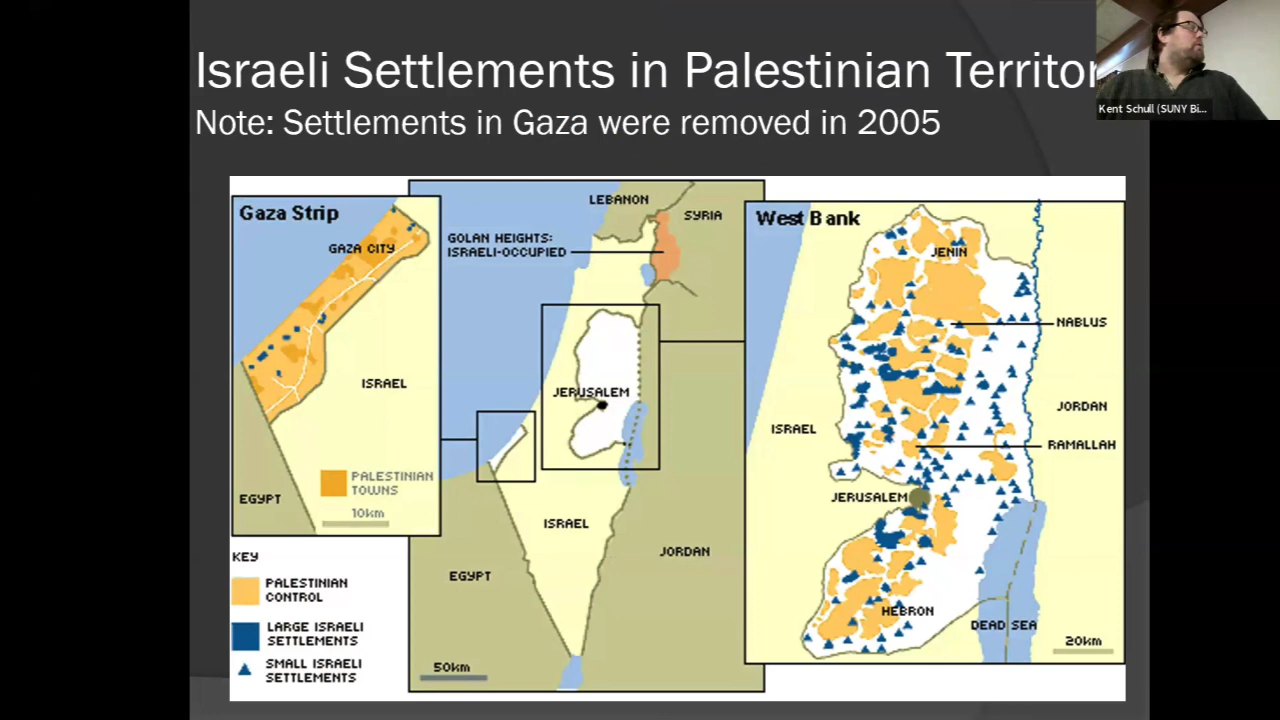 Israeli Settlements in Palestinian Territor
Note: Settlements in Gaza were removed in 2005
Kent Schull (SUNY Bi...
Gaza Strip
GAZA CITY
ISRAEL
EGYPT
PALESTINIAN
TOWNS
10km
KEY
PALESTINIAN
CONTROL
LARGE ISRAELI
SETTLEMENTS
SMALL ISRAELI
SETTLEMENTS
LEBANON
SYRIA
GOLAN HEIGHTS:
ISRAELI-OCCUPIED
JERUSALEM
ISRAEL
JORDAN
EGYPT
50km
West Bank
JENIN
NABLUS
JORDAN
ISRAEL
RAMALLAH
JERUSALEM
HEBRON
DEAD SEA
20km